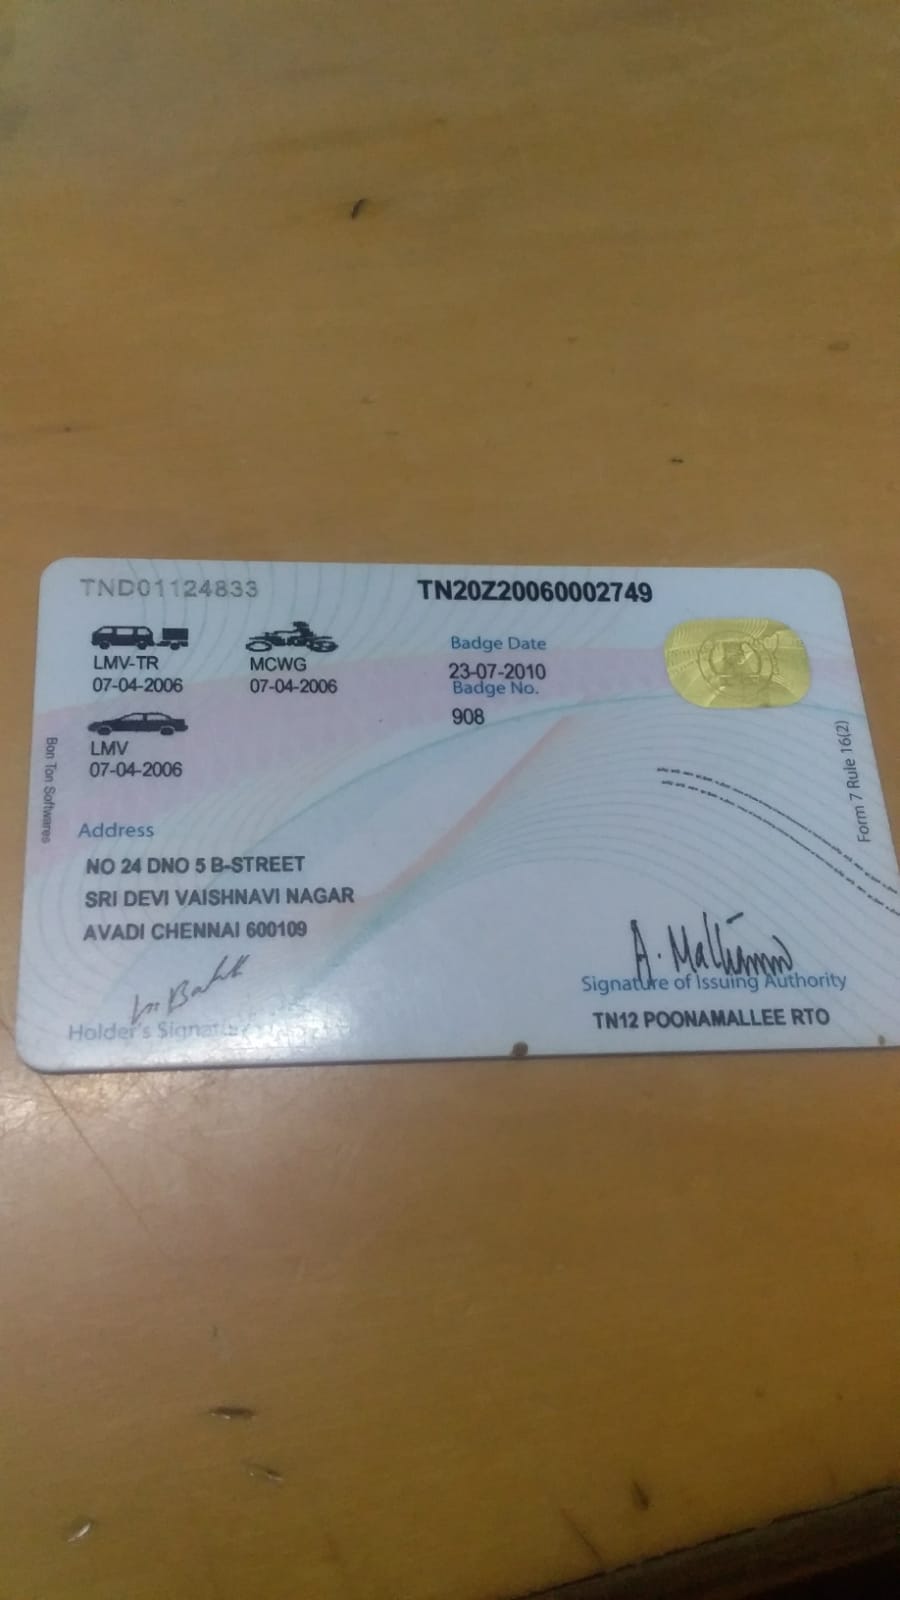 TND01124833 TN20Z20060002749
LMV-TR MCWG Badge Date
07-04-2006 07-04-2006 23-07-2010
Badge No.
LMV 908
07-04-2006
Bon Ton Softwares
Form 7 Rule 16(2)
Address
NO 24 DNO 5 B-STREET
SRI DEVI VAISHNAVI NAGAR
AVADI CHENNAI 600109
Holder's Signature
Signature of Issuing Authority
TN12 POONAMALLEE RTO